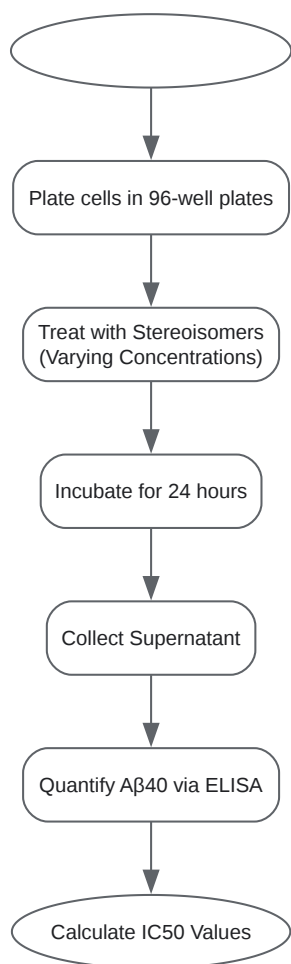 Plate cells in 96-well plates
Treat with Stereoisomers
(Varying Concentrations)
Incubate for 24 hours
Collect Supernatant
Quantify Aβ40 via ELISA
Calculate IC50 Values